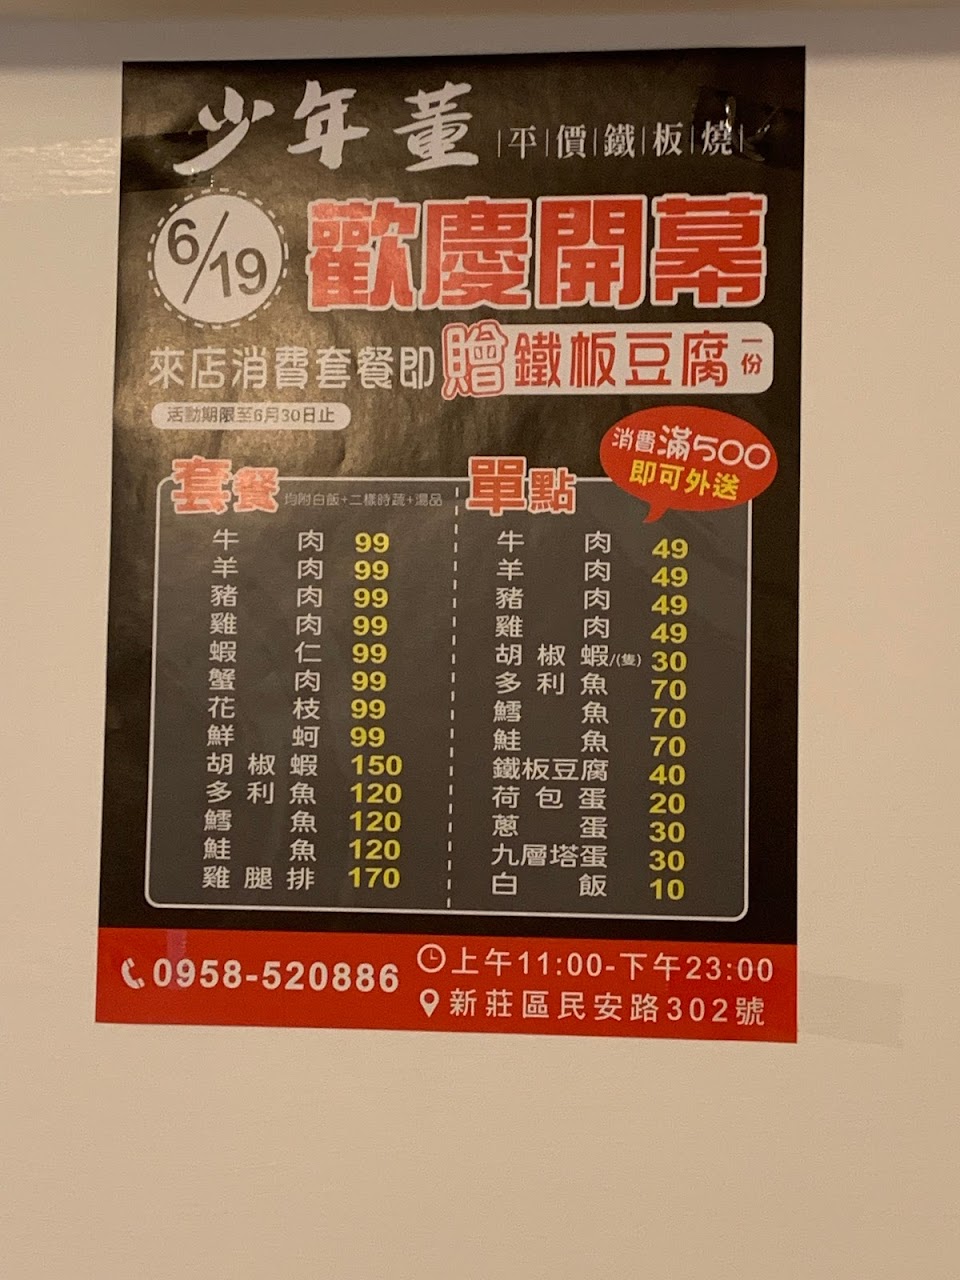 少年董 |平|價|鐵|板|燒|
6/19 歡慶開幕
來店消費套餐即贈鐵板豆腐一份
活動期限至6月30日止
消費滿500
即可外送
套餐 均附白飯+二樣時蔬+湯品
牛肉 99
羊肉 99
豬肉 99
雞肉 99
蝦仁 99
蟹肉 99
花枝 99
鮮蚵 99
胡椒蝦 150
多利魚 120
鱈魚 120
鮭魚 120
雞腿排 170
單點
牛肉 49
羊肉 49
豬肉 49
雞肉 49
胡椒蝦/(隻) 30
多利魚 70
鱈魚 70
鮭魚 70
鐵板豆腐 40
荷包蛋 20
蔥蛋 30
九層塔蛋 30
白飯 10
0958-520886
上午11:00-下午23:00
新莊區民安路302號